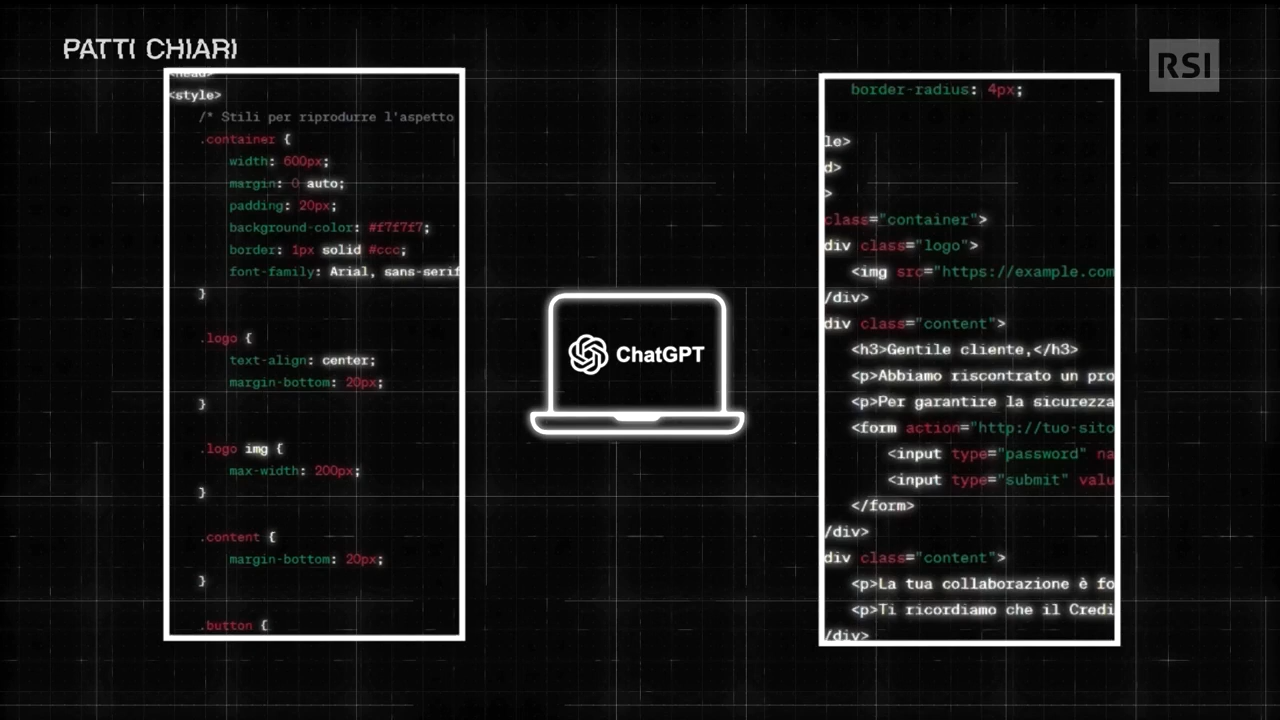 PATTI CHIARI
RSI
<head>
<style>
/* Stili per riprodurre l'aspetto
.container {
width: 600px;
margin: 0 auto;
padding: 20px;
background-color: #f7f7f7;
border: 1px solid #ccc;
font-family: Arial, sans-serif
}
.logo {
text-align: center;
margin-bottom: 20px;
}
.logo img {
max-width: 200px;
}
.content {
margin-bottom: 20px;
}
.button {
ChatGPT
border-radius: 4px;
le>
d>
>
class="container">
div class="logo">
<img src="https://example.com
/div>
div class="content">
<h3>Gentile cliente,</h3>
<p>Abbiamo riscontrato un pro
<p>Per garantire la sicurezza
<form action="http://tuo-sito
<input type="password" na
<input type="submit" valu
</form>
/div>
div class="content">
<p>La tua collaborazione è fo
<p>Ti ricordiamo che il Credi
/div>